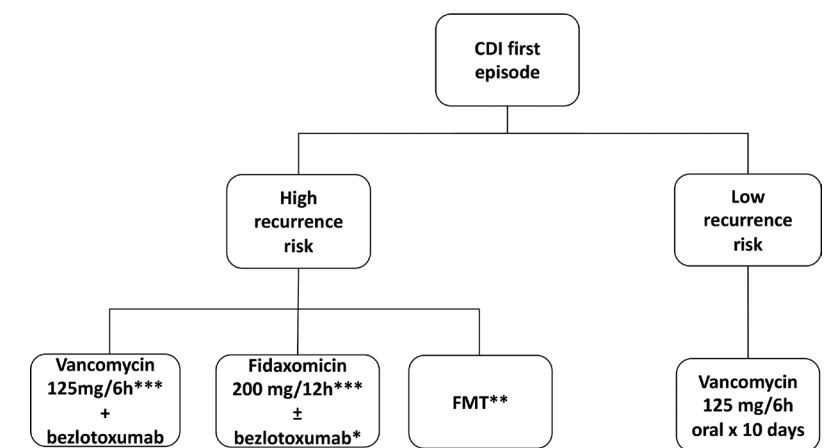 CDI first
episode
High
recurrence
risk
Low
recurrence
risk
Vancomycin
125mg/6h***
+
bezlotoxumab
Fidaxomicin
200 mg/12h***
±
bezlotoxumab*
FMT**
Vancomycin
125 mg/6h
oral x 10 days